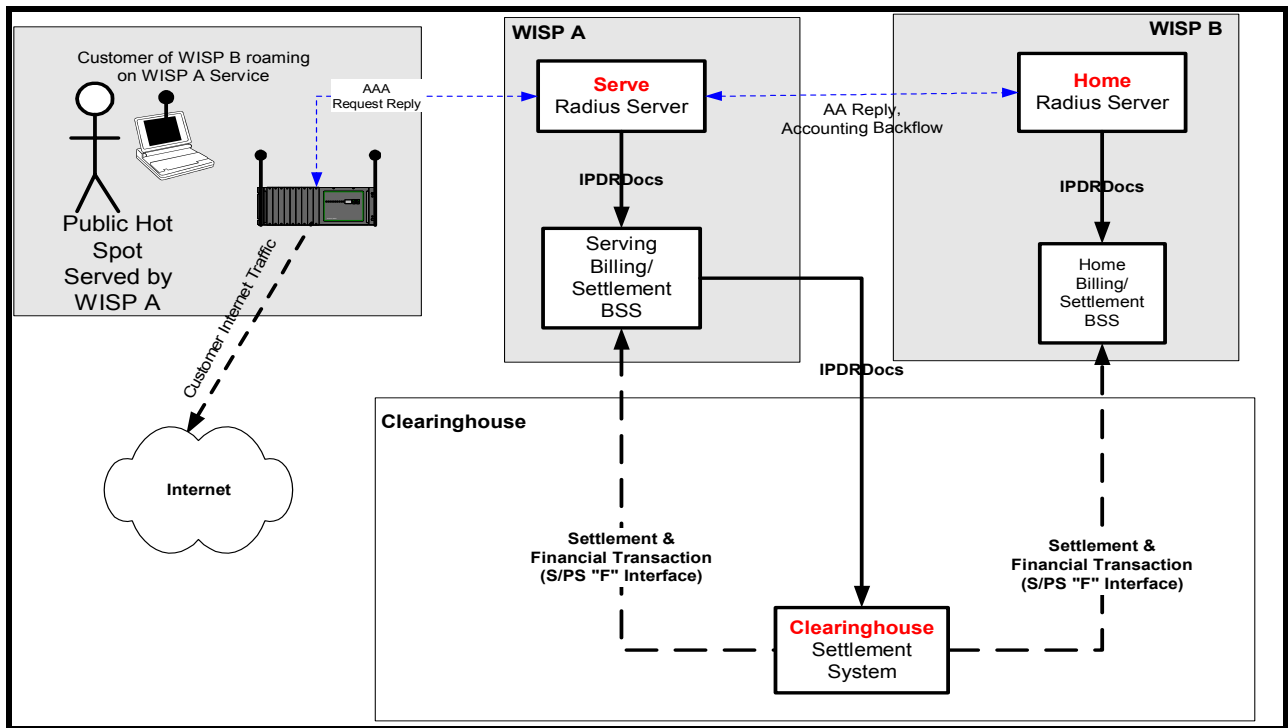 Customer of WISP B roaming
on WISP A Service
Public Hot
Spot
Served by
WISP A
AAA
Request Reply
Customer Internet Traffic
Internet
WISP A
Serve
Radius Server
IPDRDocs
Serving
Billing/
Settlement
BSS
AA Reply,
Accounting Backflow
WISP B
Home
Radius Server
IPDRDocs
Home
Billing/
Settlement
BSS
IPDRDocs
Clearinghouse
Settlement &
Financial Transaction
(S/PS "F" Interface)
Settlement &
Financial Transaction
(S/PS "F" Interface)
Clearinghouse
Settlement
System